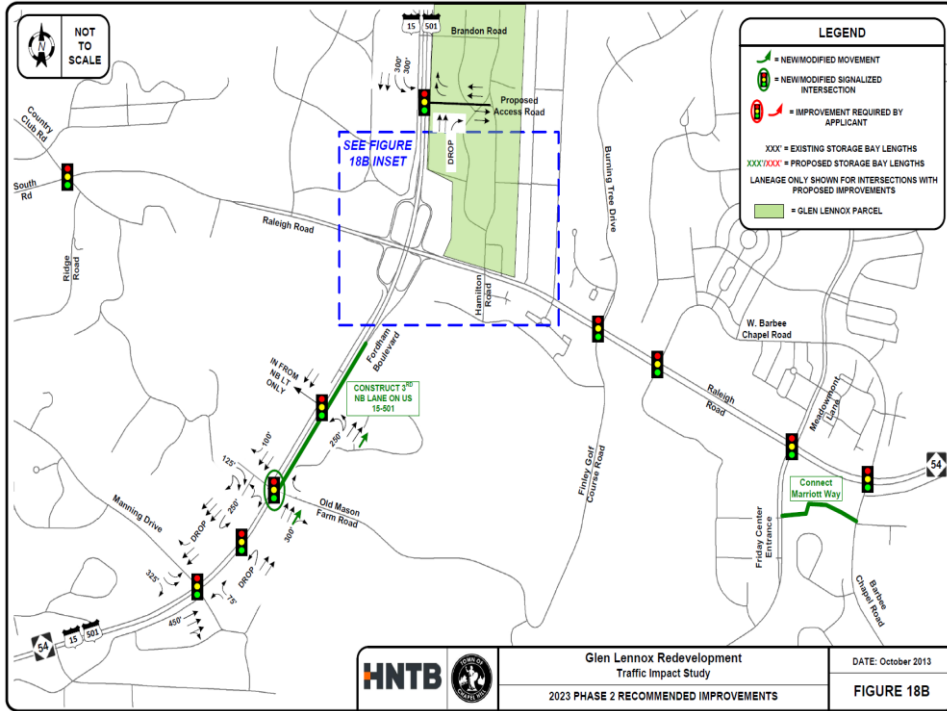 NOT
TO
SCALE
N
15 501
Brandon Road
300'
300'
Proposed
Access Road
DROP
SEE FIGURE
18B INSET
LEGEND
= NEW/MODIFIED MOVEMENT
= NEW/MODIFIED SIGNALIZED
INTERSECTION
= IMPROVEMENT REQUIRED BY
APPLICANT
XXX' = EXISTING STORAGE BAY LENGTHS
XXX'/XXX' = PROPOSED STORAGE BAY LENGTHS
LANEAGE ONLY SHOWN FOR INTERSECTIONS WITH
PROPOSED IMPROVEMENTS
= GLEN LENNOX PARCEL
Country
Club Rd
South
Rd
Ridge
Road
Raleigh Road
Burning Tree Drive
Hamilton
Road
W. Barbee
Chapel Road
Fordham
Boulevard
IN FROM
NB LT
ONLY
CONSTRUCT 3RD
NB LANE ON US
15-501
Raleigh
Road
Meadowmont
Lane
54
100'
250'
125'
250'
Old Mason
Farm Road
300'
Manning Drive
DROP
DROP
325'
75'
450'
54
15 501
Finley Golf
Course Road
Connect
Marriott Way
Friday Center
Entrance
Barbee
Chapel Road
HNTB
TOWN OF
CHAPEL HILL
Glen Lennox Redevelopment
Traffic Impact Study
2023 PHASE 2 RECOMMENDED IMPROVEMENTS
DATE: October 2013
FIGURE 18B